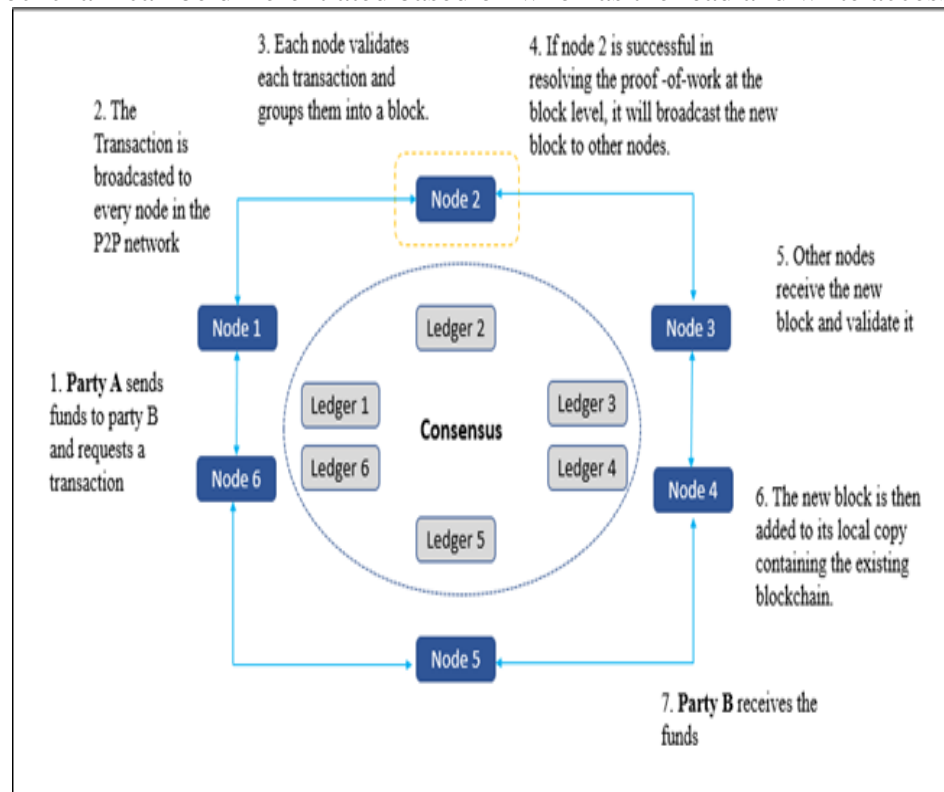 3. Each node validates
each transaction and
groups them into a block.
4. If node 2 is successful in
resolving the proof -of-work at the
block level, it will broadcast the new
block to other nodes.
2. The
Transaction is
broadcasted to
every node in the
P2P network
Node 2
5. Other nodes
receive the new
block and validate it
Node 1
Ledger 2
Node 3
1. Party A sends
funds to party B
and requests a
transaction
Ledger 1
Ledger 3
Consensus
Node 6
Ledger 6
Ledger 4
Node 4
6. The new block is then
added to its local copy
containing the existing
blockchain.
Ledger 5
Node 5
7. Party B receives the
funds